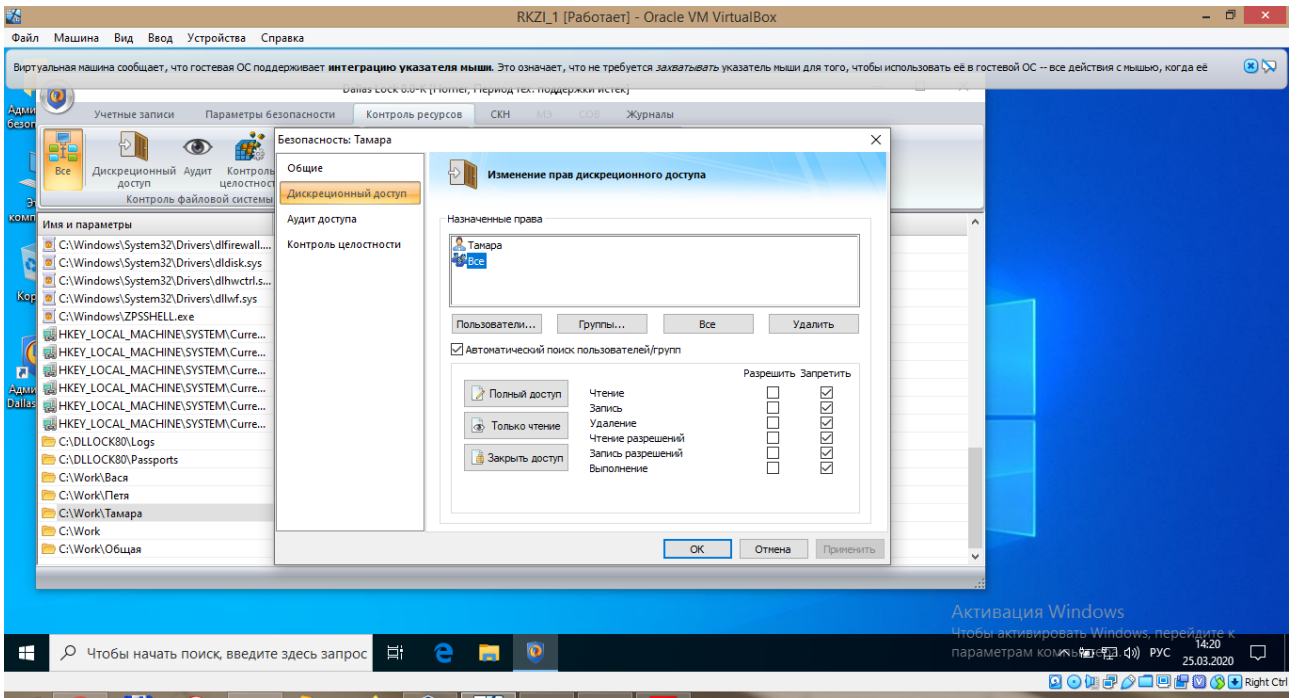 RKZI_1 [Работает] - Oracle VM VirtualBox
Файл Машина Вид Ввод Устройства Справка
Виртуальная машина сообщает, что гостевая ОС поддерживает интеграцию указателя мыши. Это означает, что не требуется захватывать указатель мыши для того, чтобы использовать её в гостевой ОС -- все действия с мышью, когда её
Учетные записи Параметры безопасности Контроль ресурсов СКН МЭ СОВ Журналы
Все
Дискреционный доступ
Аудит
Контроль целостност
Контроль файловой системы
Имя и параметры
C:\Windows\System32\Drivers\dlfirewall....
C:\Windows\System32\Drivers\dldisk.sys
C:\Windows\System32\Drivers\dlhwctrl.s...
C:\Windows\System32\Drivers\dllwf.sys
C:\Windows\ZPSSHELL.exe
HKEY_LOCAL_MACHINE\SYSTEM\Curre...
HKEY_LOCAL_MACHINE\SYSTEM\Curre...
HKEY_LOCAL_MACHINE\SYSTEM\Curre...
HKEY_LOCAL_MACHINE\SYSTEM\Curre...
HKEY_LOCAL_MACHINE\SYSTEM\Curre...
HKEY_LOCAL_MACHINE\SYSTEM\Curre...
C:\DLLOCK80\Logs
C:\DLLOCK80\Passports
C:\Work\Вася
C:\Work\Петя
C:\Work\Тамара
C:\Work
C:\Work\Общая
Безопасность: Тамара
Общие
Дискреционный доступ
Аудит доступа
Контроль целостности
Изменение прав дискреционного доступа
Назначенные права
Тамара
Все
Пользователи... Группы... Все Удалить
Автоматический поиск пользователей/групп
Разрешить Запретить
Полный доступ
Только чтение
Закрыть доступ
Чтение
Запись
Удаление
Чтение разрешений
Запись разрешений
Выполнение
OK Отмена Применить
Активация Windows
Чтобы активировать Windows, перейдите к
параметрам
Чтобы начать поиск, введите здесь запрос
РУС
14:20
25.03.2020
Right Ctrl